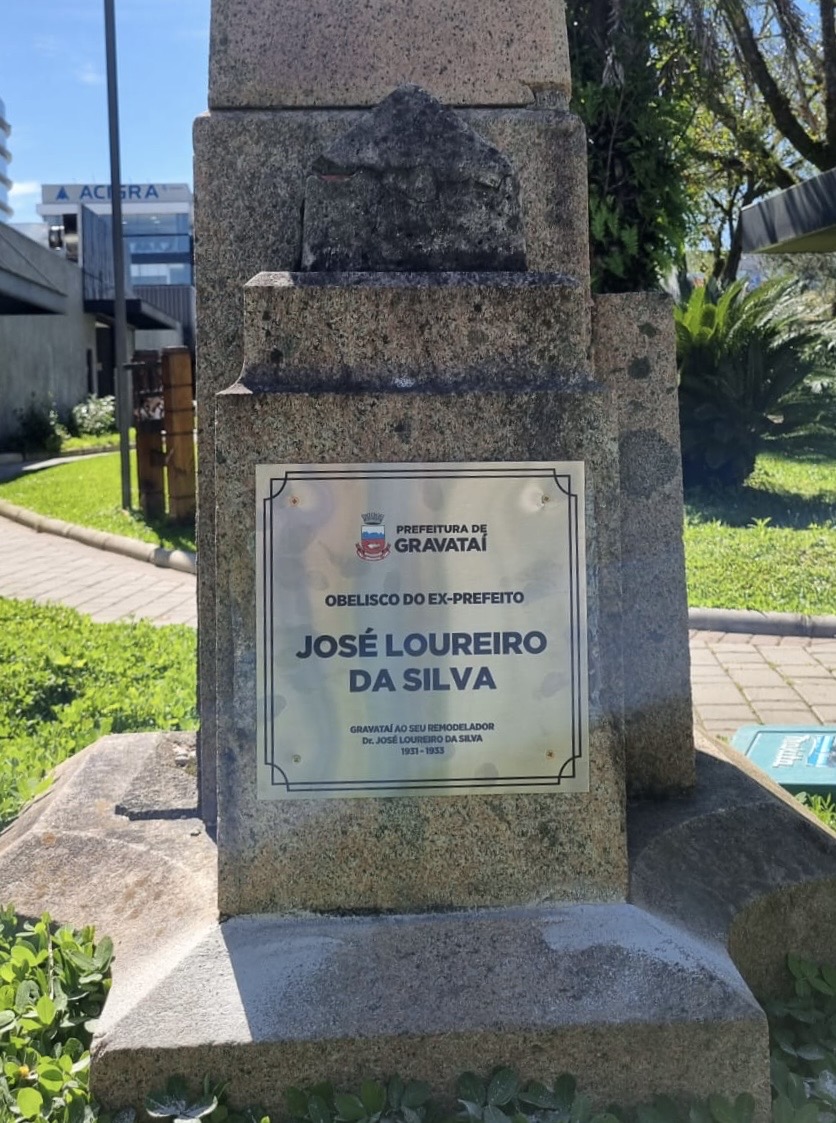 ACIGRA
PREFEITURA DE
GRAVATAÍ
OBELISCO DO EX-PREFEITO
JOSÉ LOUREIRO
DA SILVA
GRAVATAÍ AO SEU REMODELADOR
Dr. JOSÉ LOUREIRO DA SILVA
1931 - 1933